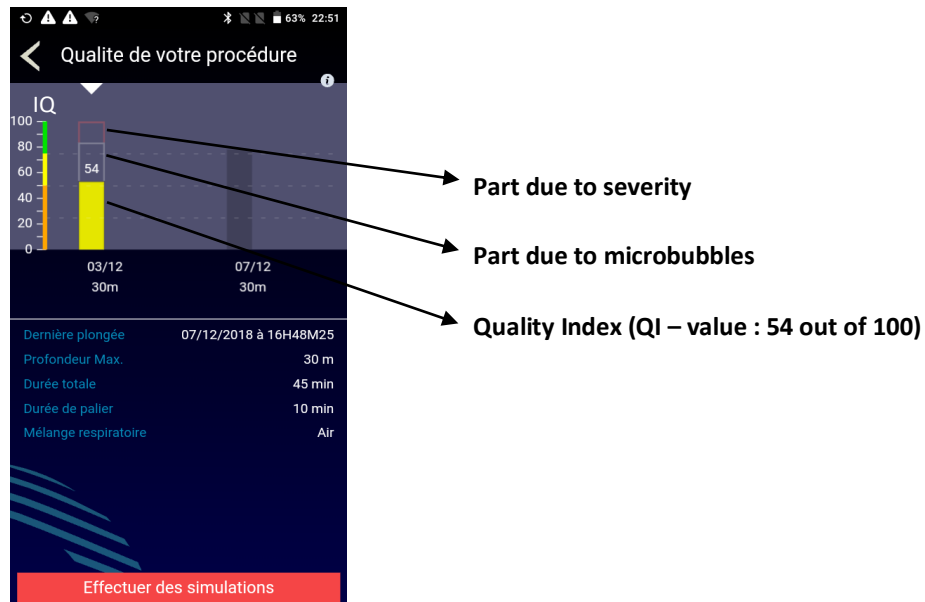 63% 22:51
Qualite de votre procédure
IQ
100
80
60
40
20
0
54
03/12
30m
07/12
30m
Dernière plongée 07/12/2018 à 16H48M25
Profondeur Max. 30 m
Durée totale 45 min
Durée de palier 10 min
Mélange respiratoire Air
Effectuer des simulations
Part due to severity
Part due to microbubbles
Quality Index (QI – value : 54 out of 100)